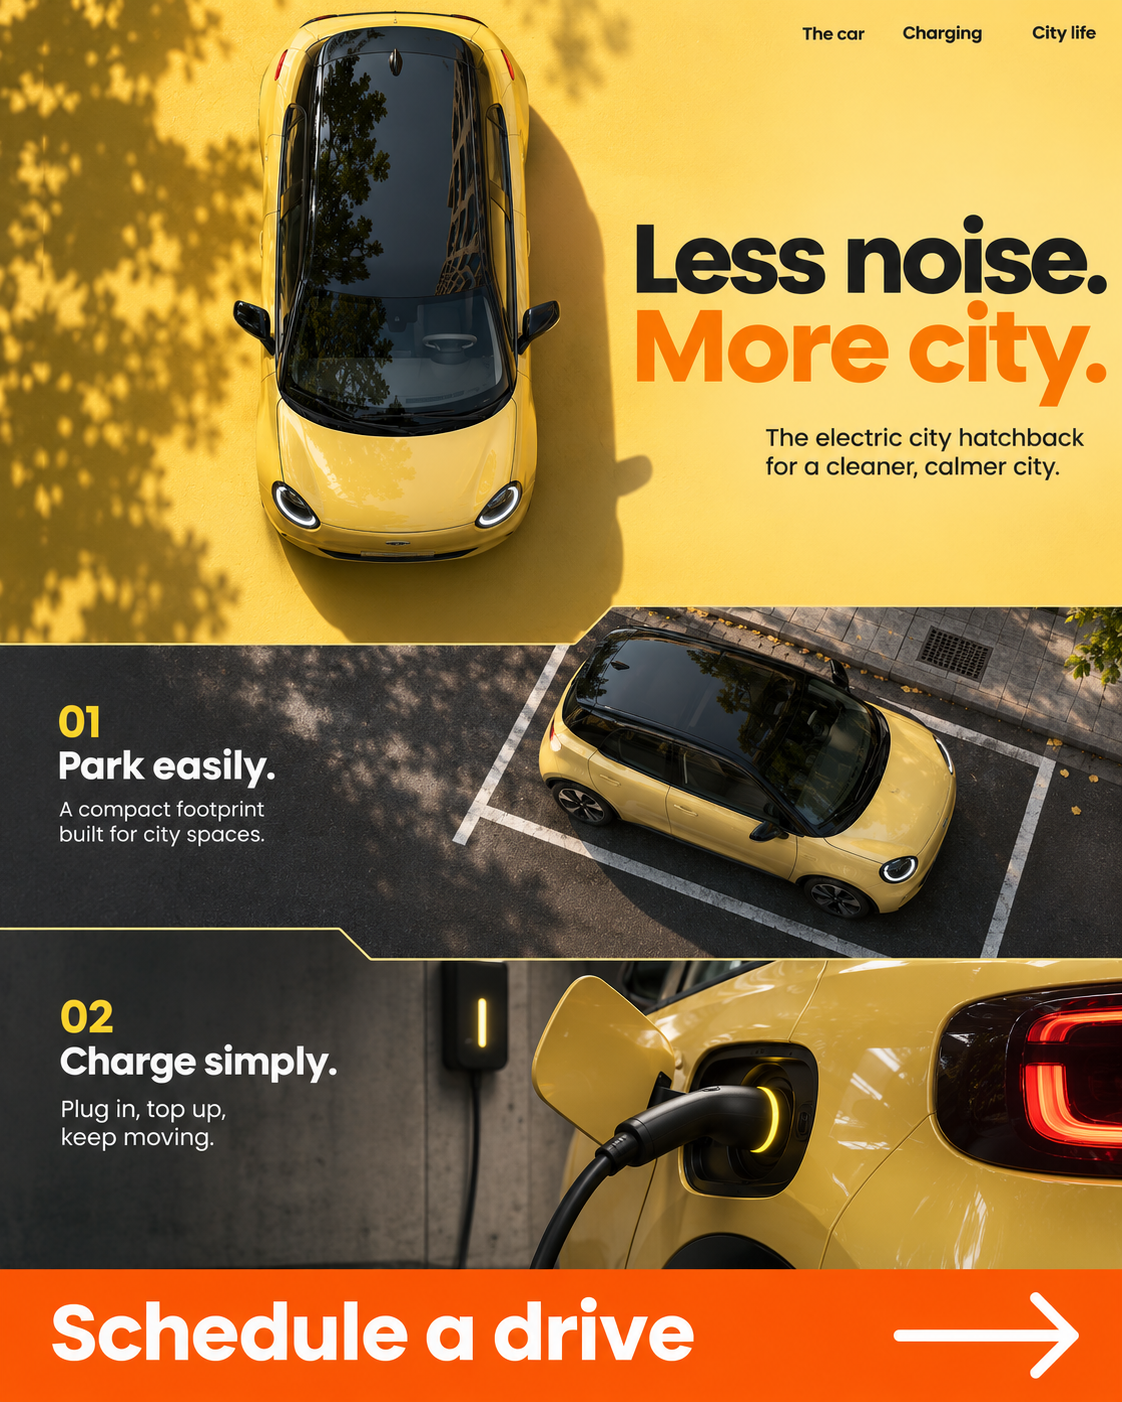 The car
Charging
City life
Less noise.
More city.
The electric city hatchback
for a cleaner, calmer city.
01
Park easily.
A compact footprint
built for city spaces.
02
Charge simply.
Plug in, top up,
keep moving.
Schedule a drive